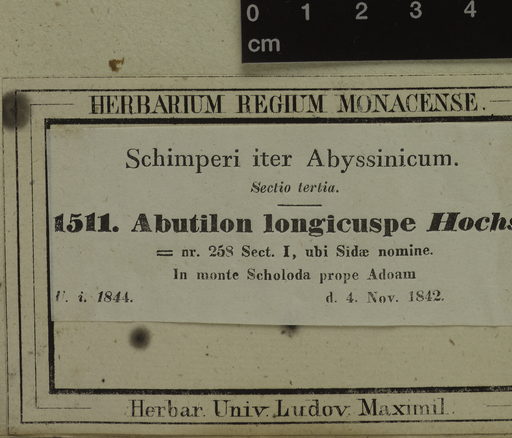 0 1 2 3 4
cm
HERBARIUM REGIUM MONACENSE.
Schimperi iter Abyssinicum.
Sectio tertia.
1511. Abutilon longicuspe Hochs
= nr. 258 Sect. I, ubi Sidæ nomine.
In monte Scholoda prope Adoam
U. i. 1844. d. 4. Nov. 1842.
Herbar. Univ. Ludov. Maximil.